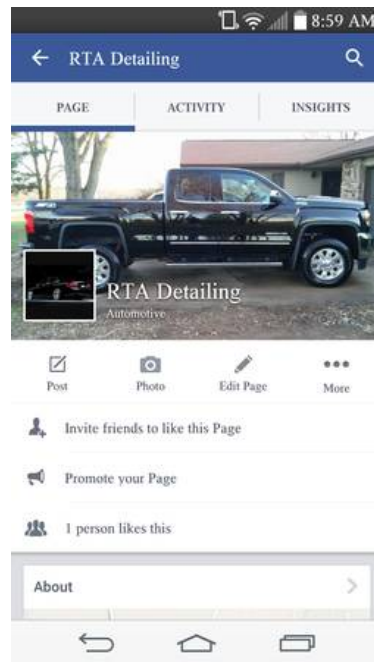 8:59 AM
RTA Detailing
PAGE ACTIVITY INSIGHTS
RTA Detailing
Automotive
Post Photo Edit Page More
Invite friends to like this Page
Promote your Page
1 person likes this
About